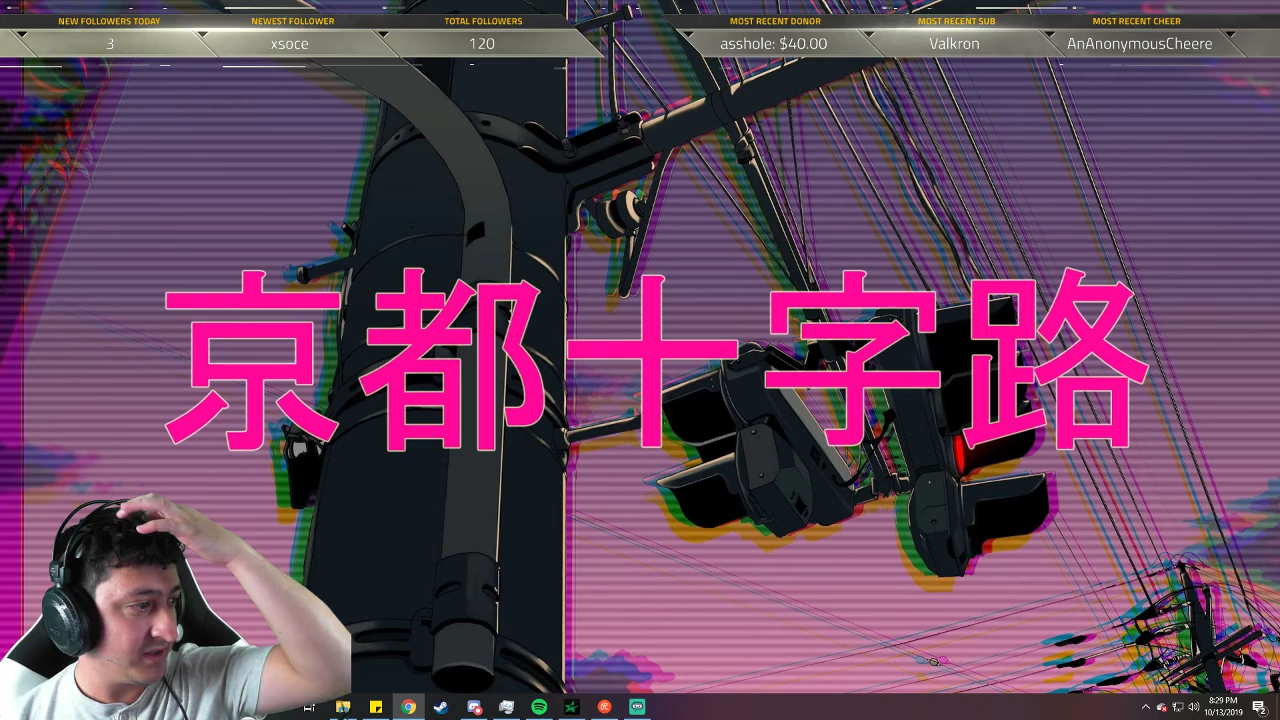 NEW FOLLOWERS TODAY NEWEST FOLLOWER TOTAL FOLLOWERS MOST RECENT DONOR MOST RECENT SUB MOST RECENT CHEER
3 xsoce 120 asshole: $40.00 Valkron AnAnonymousCheere
京都十字路
8:29 PM
10/13/2019